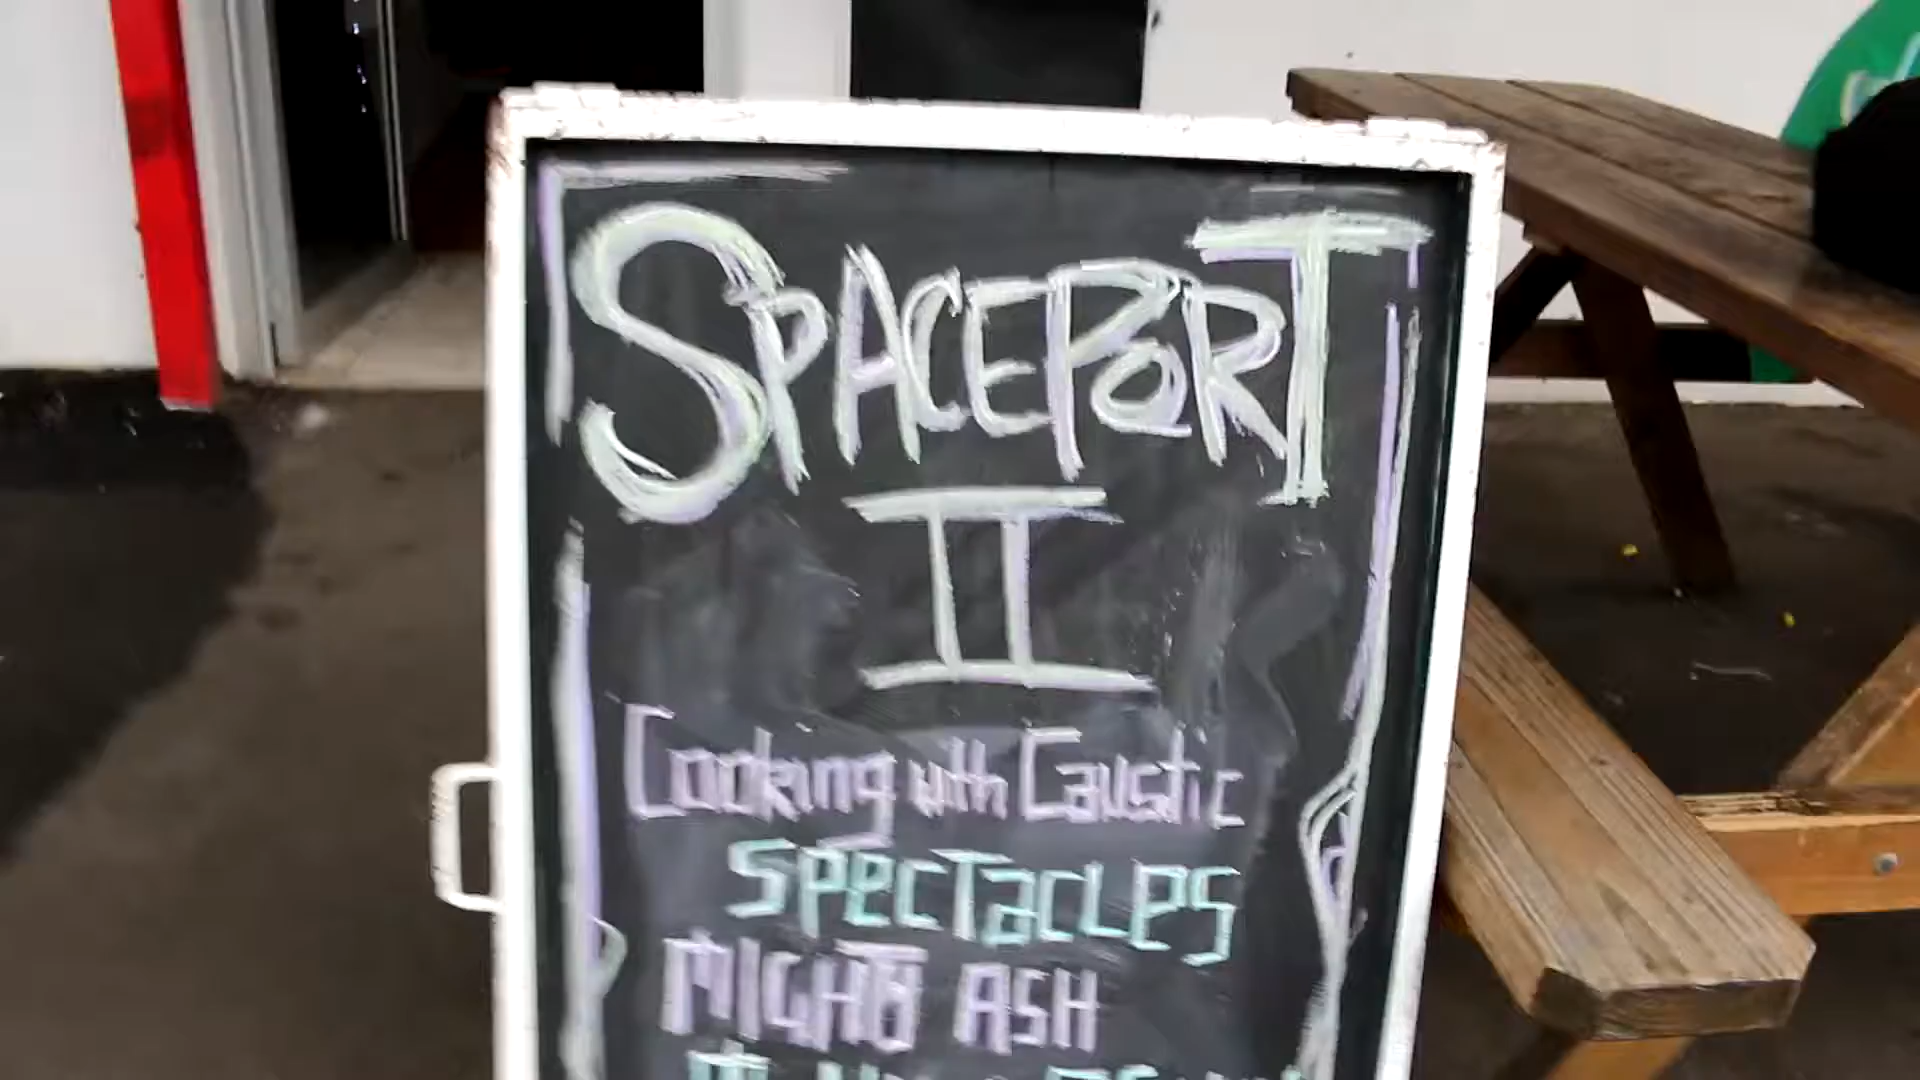 SPACEPORT
II
Cooking with Caustic
SPECTACLES
MIGHTY ASH